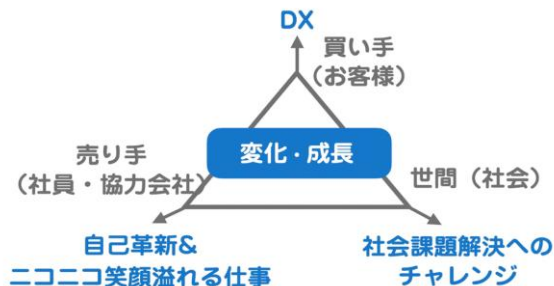 DX
買い手
（お客様）
変化・成長
売り手
（社員・協力会社）
世間（社会）
自己革新&
ニコニコ笑顔溢れる仕事
社会課題解決への
チャレンジ